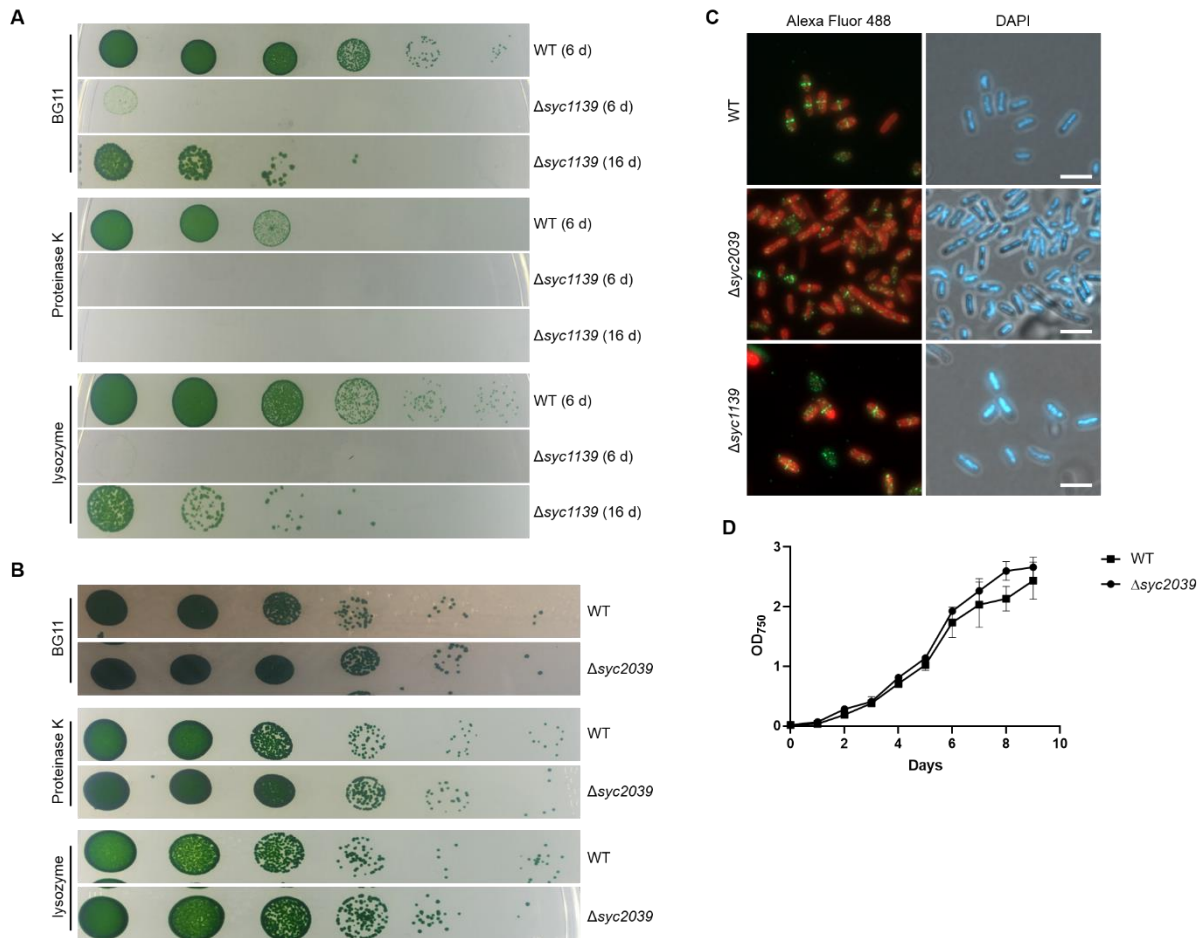 A
BG11
WT (6 d)
Δsyc1139 (6 d)
Δsyc1139 (16 d)
Proteinase K
WT (6 d)
Δsyc1139 (6 d)
Δsyc1139 (16 d)
lysozyme
WT (6 d)
Δsyc1139 (6 d)
Δsyc1139 (16 d)
B
BG11
WT
Δsyc2039
Proteinase K
WT
Δsyc2039
lysozyme
WT
Δsyc2039
C
Alexa Fluor 488 DAPI
WT
Δsyc2039
Δsyc1139
D
3
2
1
0
OD750
0 2 4 6 8 10
Days
WT
Δsyc2039